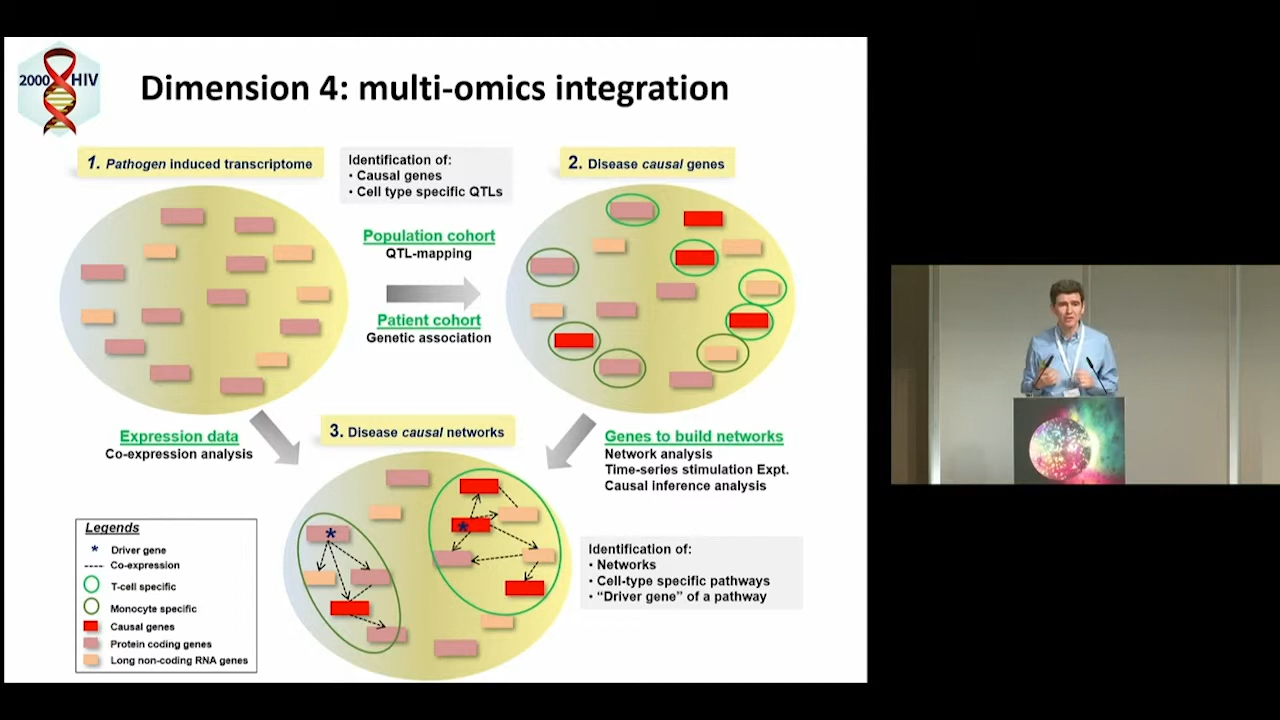 2000 HIV
Dimension 4: multi-omics integration
1. Pathogen induced transcriptome
Identification of:
• Causal genes
• Cell type specific QTLs
2. Disease causal genes
Population cohort
QTL-mapping
Patient cohort
Genetic association
Expression data
Co-expression analysis
3. Disease causal networks
Genes to build networks
Network analysis
Time-series stimulation Expt.
Causal inference analysis
Legends
* Driver gene
Co-expression
T-cell specific
Monocyte specific
Causal genes
Protein coding genes
Long non-coding RNA genes
*
*
Identification of:
• Networks
• Cell-type specific pathways
• “Driver gene” of a pathway